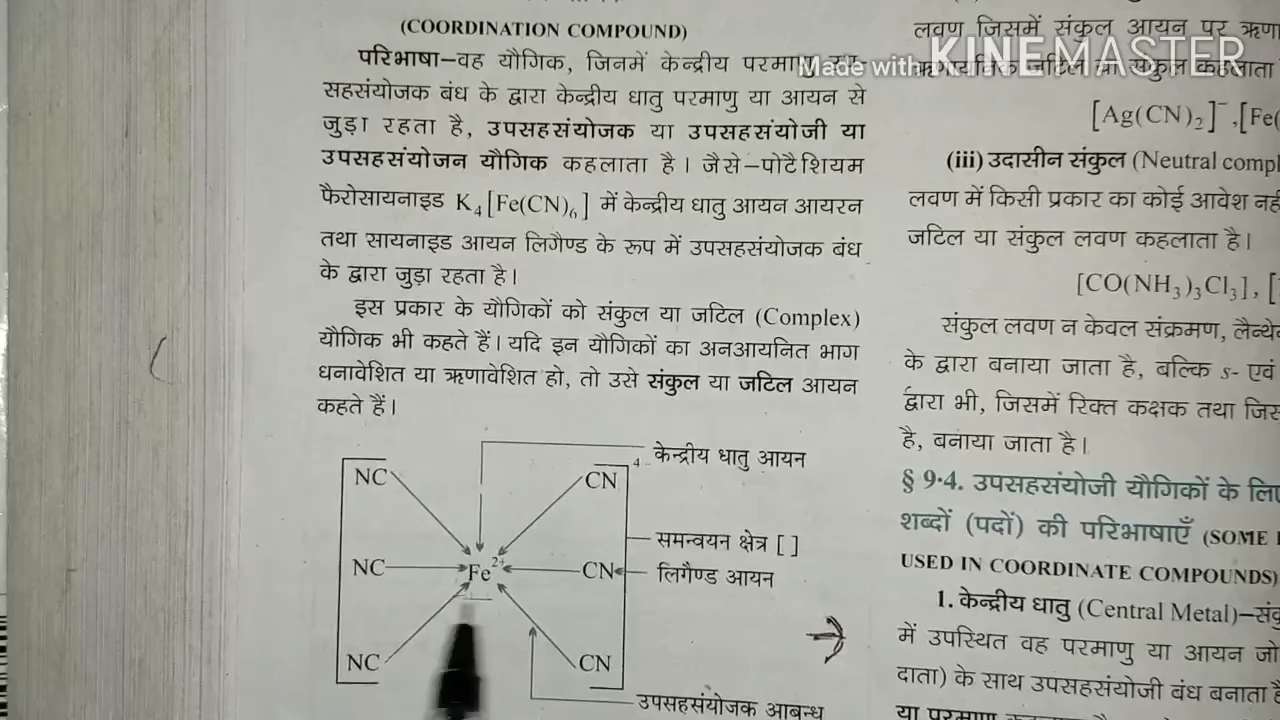 (COORDINATION COMPOUND)
परिभाषा–वह यौगिक, जिनमें केन्द्रीय परमाणु
सहसंयोजक बंध के द्वारा केन्द्रीय धातु परमाणु या आयन से
जुड़ा रहता है, उपसहसंयोजक या उपसहसंयोजी या
उपसहसंयोजन यौगिक कहलाता है। जैसे–पोटैशियम
फैरोसायनाइड K₄[Fe(CN)₆] में केन्द्रीय धातु आयन आयरन
तथा सायनाइड आयन लिगैण्ड के रूप में उपसहसंयोजक बंध
के द्वारा जुड़ा रहता है।
इस प्रकार के यौगिकों को संकुल या जटिल (Complex)
यौगिक भी कहते हैं। यदि इन यौगिकों का अनआयनित भाग
धनावेशित या ऋणावेशित हो, तो उसे संकुल या जटिल आयन
कहते हैं।
4– केन्द्रीय धातु आयन
NC CN
समन्वयन क्षेत्र [ ]
NC Fe²⁺ CN लिगैण्ड आयन
NC CN
उपसहसंयोजक आबन्ध
लवण जिसमें संकुल आयन पर
Made with KINEMASTER
कहलाता
[Ag(CN)₂]⁻,[Fe(
(iii) उदासीन संकुल (Neutral compl
लवण में किसी प्रकार का कोई आवेश नहीं
जटिल या संकुल लवण कहलाता है।
[CO(NH₃)₃Cl₃], [
संकुल लवण न केवल संक्रमण,
के द्वारा बनाया जाता है, बल्कि s- एवं
द्वारा भी, जिसमें रिक्त कक्षक तथा
है, बनाया जाता है।
§ 9·4. उपसहसंयोजी यौगिकों के
शब्दों (पदों) की परिभाषाएँ (SOME
USED IN COORDINATE COMPOUNDS)
1. केन्द्रीय धातु (Central Metal)–
में उपस्थित वह परमाणु या आयन जो
दाता) के साथ उपसहसंयोजी बंध बनाता
या परमाणु